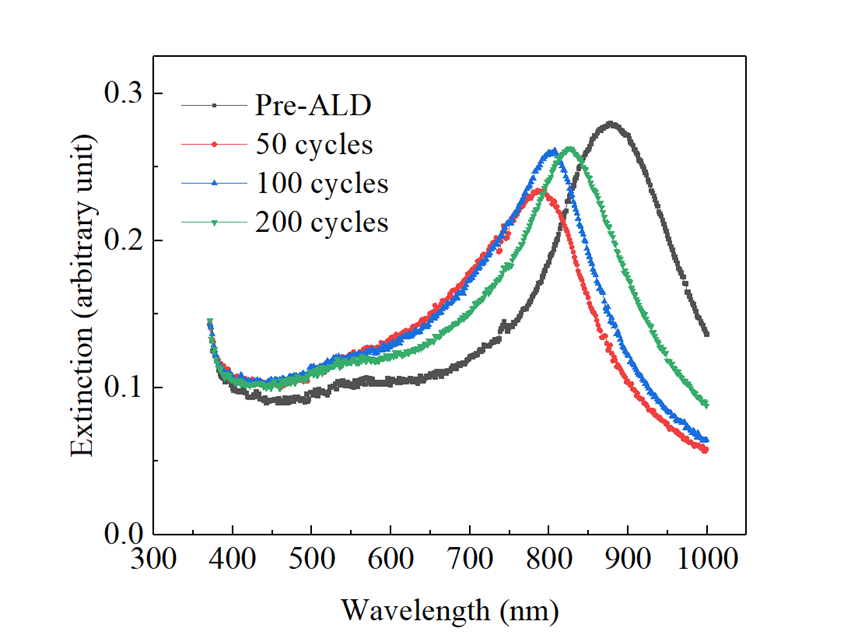 Extinction (arbitrary unit)
0.3
0.2
0.1
0.0
Pre-ALD
50 cycles
100 cycles
200 cycles
300 400 500 600 700 800 900 1000
Wavelength (nm)